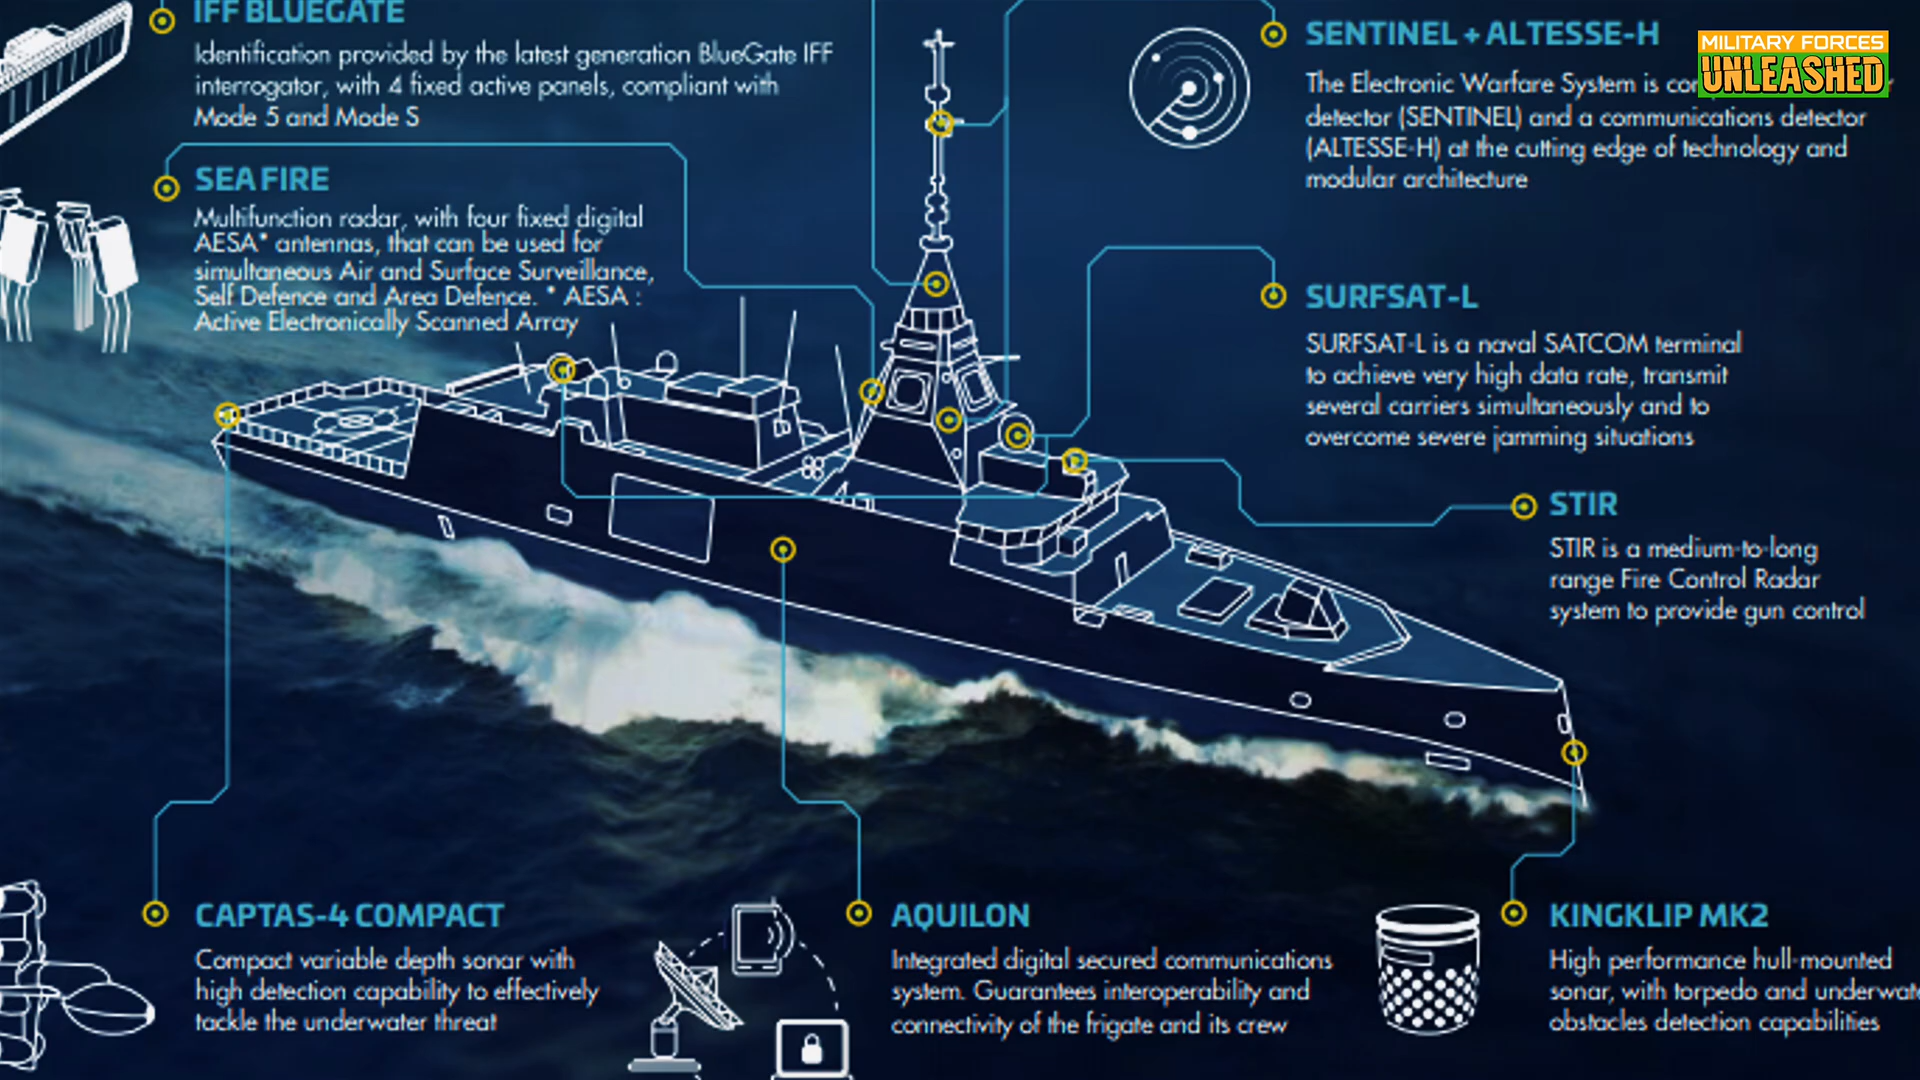 IFF BLUEGATE
Identification provided by the latest generation BlueGate IFF
interrogator, with 4 fixed active panels, compliant with
Mode 5 and Mode S
SEA FIRE
Multifunction radar, with four fixed digital
AESA* antennas, that can be used for
simultaneous Air and Surface Surveillance,
Self Defence and Area Defence. * AESA :
Active Electronically Scanned Array
SENTINEL + ALTESSE-H
The Electronic Warfare System is
detector (SENTINEL) and a communications detector
(ALTESSE-H) at the cutting edge of technology and
modular architecture
MILITARY FORCES
UNLEASHED
SURFSAT-L
SURFSAT-L is a naval SATCOM terminal
to achieve very high data rate, transmit
several carriers simultaneously and to
overcome severe jamming situations
STIR
STIR is a medium-to-long
range Fire Control Radar
system to provide gun control
CAPTAS-4 COMPACT
Compact variable depth sonar with
high detection capability to effectively
tackle the underwater threat
AQUILON
Integrated digital secured communications
system. Guarantees interoperability and
connectivity of the frigate and its crew
KINGKLIP MK2
High performance hull-mounted
sonar, with torpedo and
obstacles detection capabilities